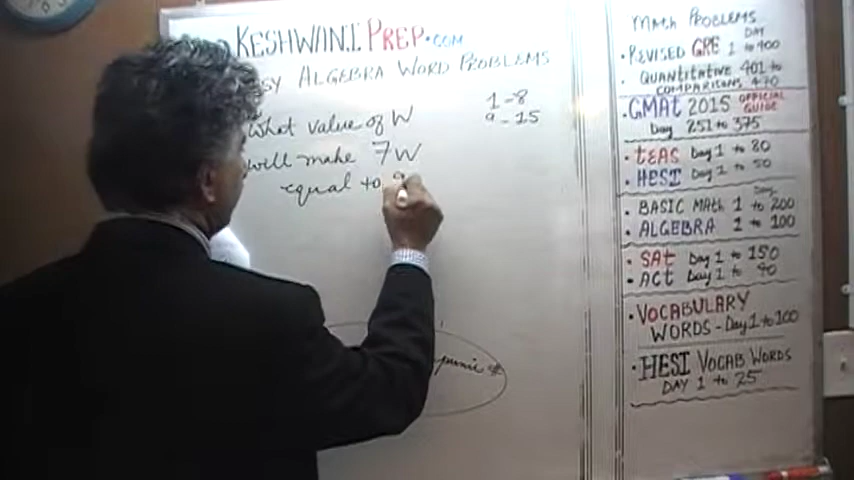 KESHWANI PREP.COM
ALGEBRA WORD PROBLEMS
1-8
9-15
What value of W
will make 7W
equal to
MATH PROBLEMS
• REVISED GRE DAY 1 to 400
• QUANTITATIVE 401 to
COMPARISONS 470
• GMAt 2015 OFFICIAL GUIDE
Day 251 to 375
• tEAS Day 1 to 80
• HESI Day 1 to 50
• BASIC MAth Day 1 to 200
• ALGEBRA 1 to 100
• SAt Day 1 to 150
• ACt Day 1 to 90
• VOCABULARY
WORDS - Day 1 to 100
• HESI VOCAB WORDS
DAY 1 to 25